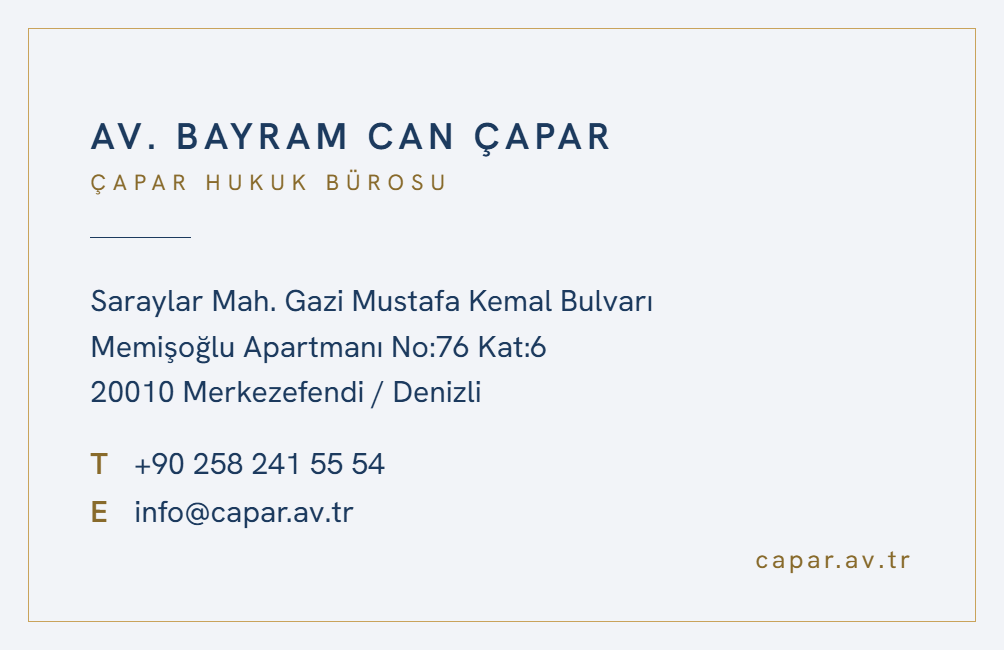 AV. BAYRAM CAN ÇAPAR
ÇAPAR HUKUK BÜROSU
Saraylar Mah. Gazi Mustafa Kemal Bulvarı
Memişoğlu Apartmanı No:76 Kat:6
20010 Merkezefendi / Denizli
T +90 258 241 55 54
E info@capar.av.tr
capar.av.tr